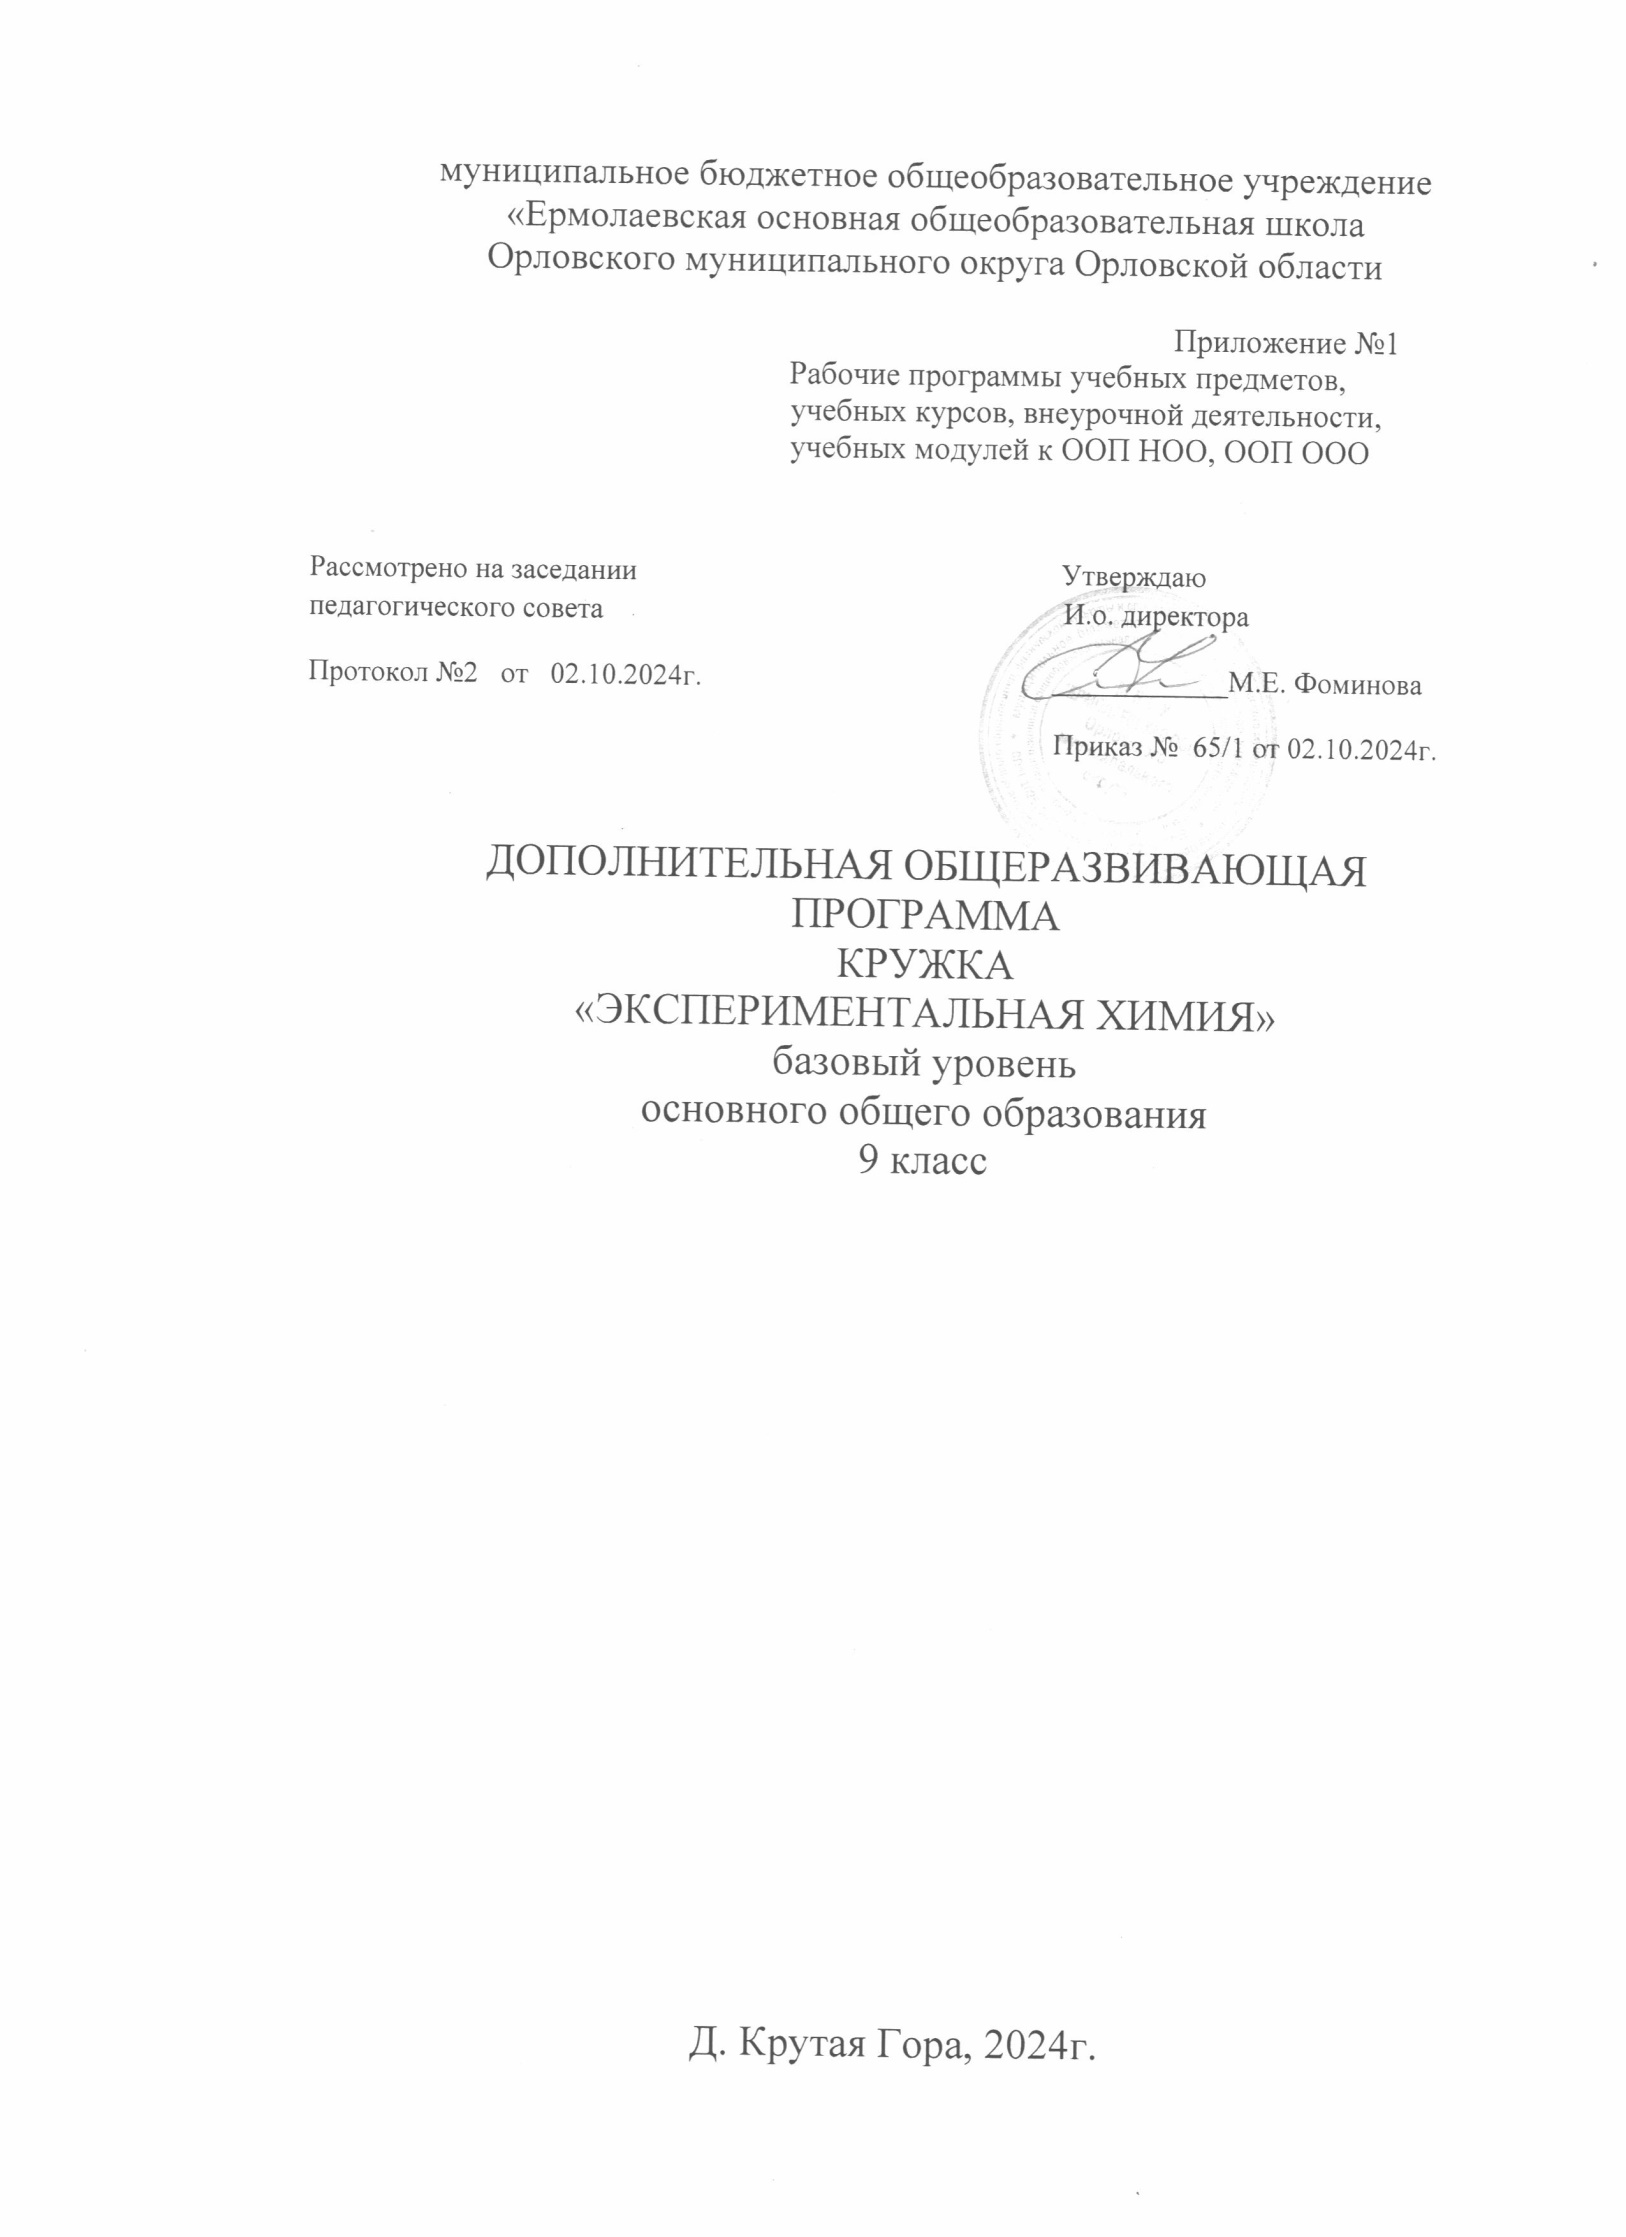 муниципальное бюджетное общеобразовательное учреждение
«Ермолаевская основная общеобразовательная школа
Орловского муниципального округа Орловской области
Приложение №1
Рабочие программы учебных предметов,
учебных курсов, внеурочной деятельности,
учебных модулей к ООП НОО, ООП ООО
Рассмотрено на заседании
педагогического совета
Протокол №2 от 02.10.2024г.
Утверждаю
И.о. директора
М.Е. Фоминова
Приказ № 65/1 от 02.10.2024г.
ДОПОЛНИТЕЛЬНАЯ ОБЩЕРАЗВИВАЮЩАЯ
ПРОГРАММА
КРУЖКА
«ЭКСПЕРИМЕНТАЛЬНАЯ ХИМИЯ»
базовый уровень
основного общего образования
9 класс
Д. Крутая Гора, 2024г.